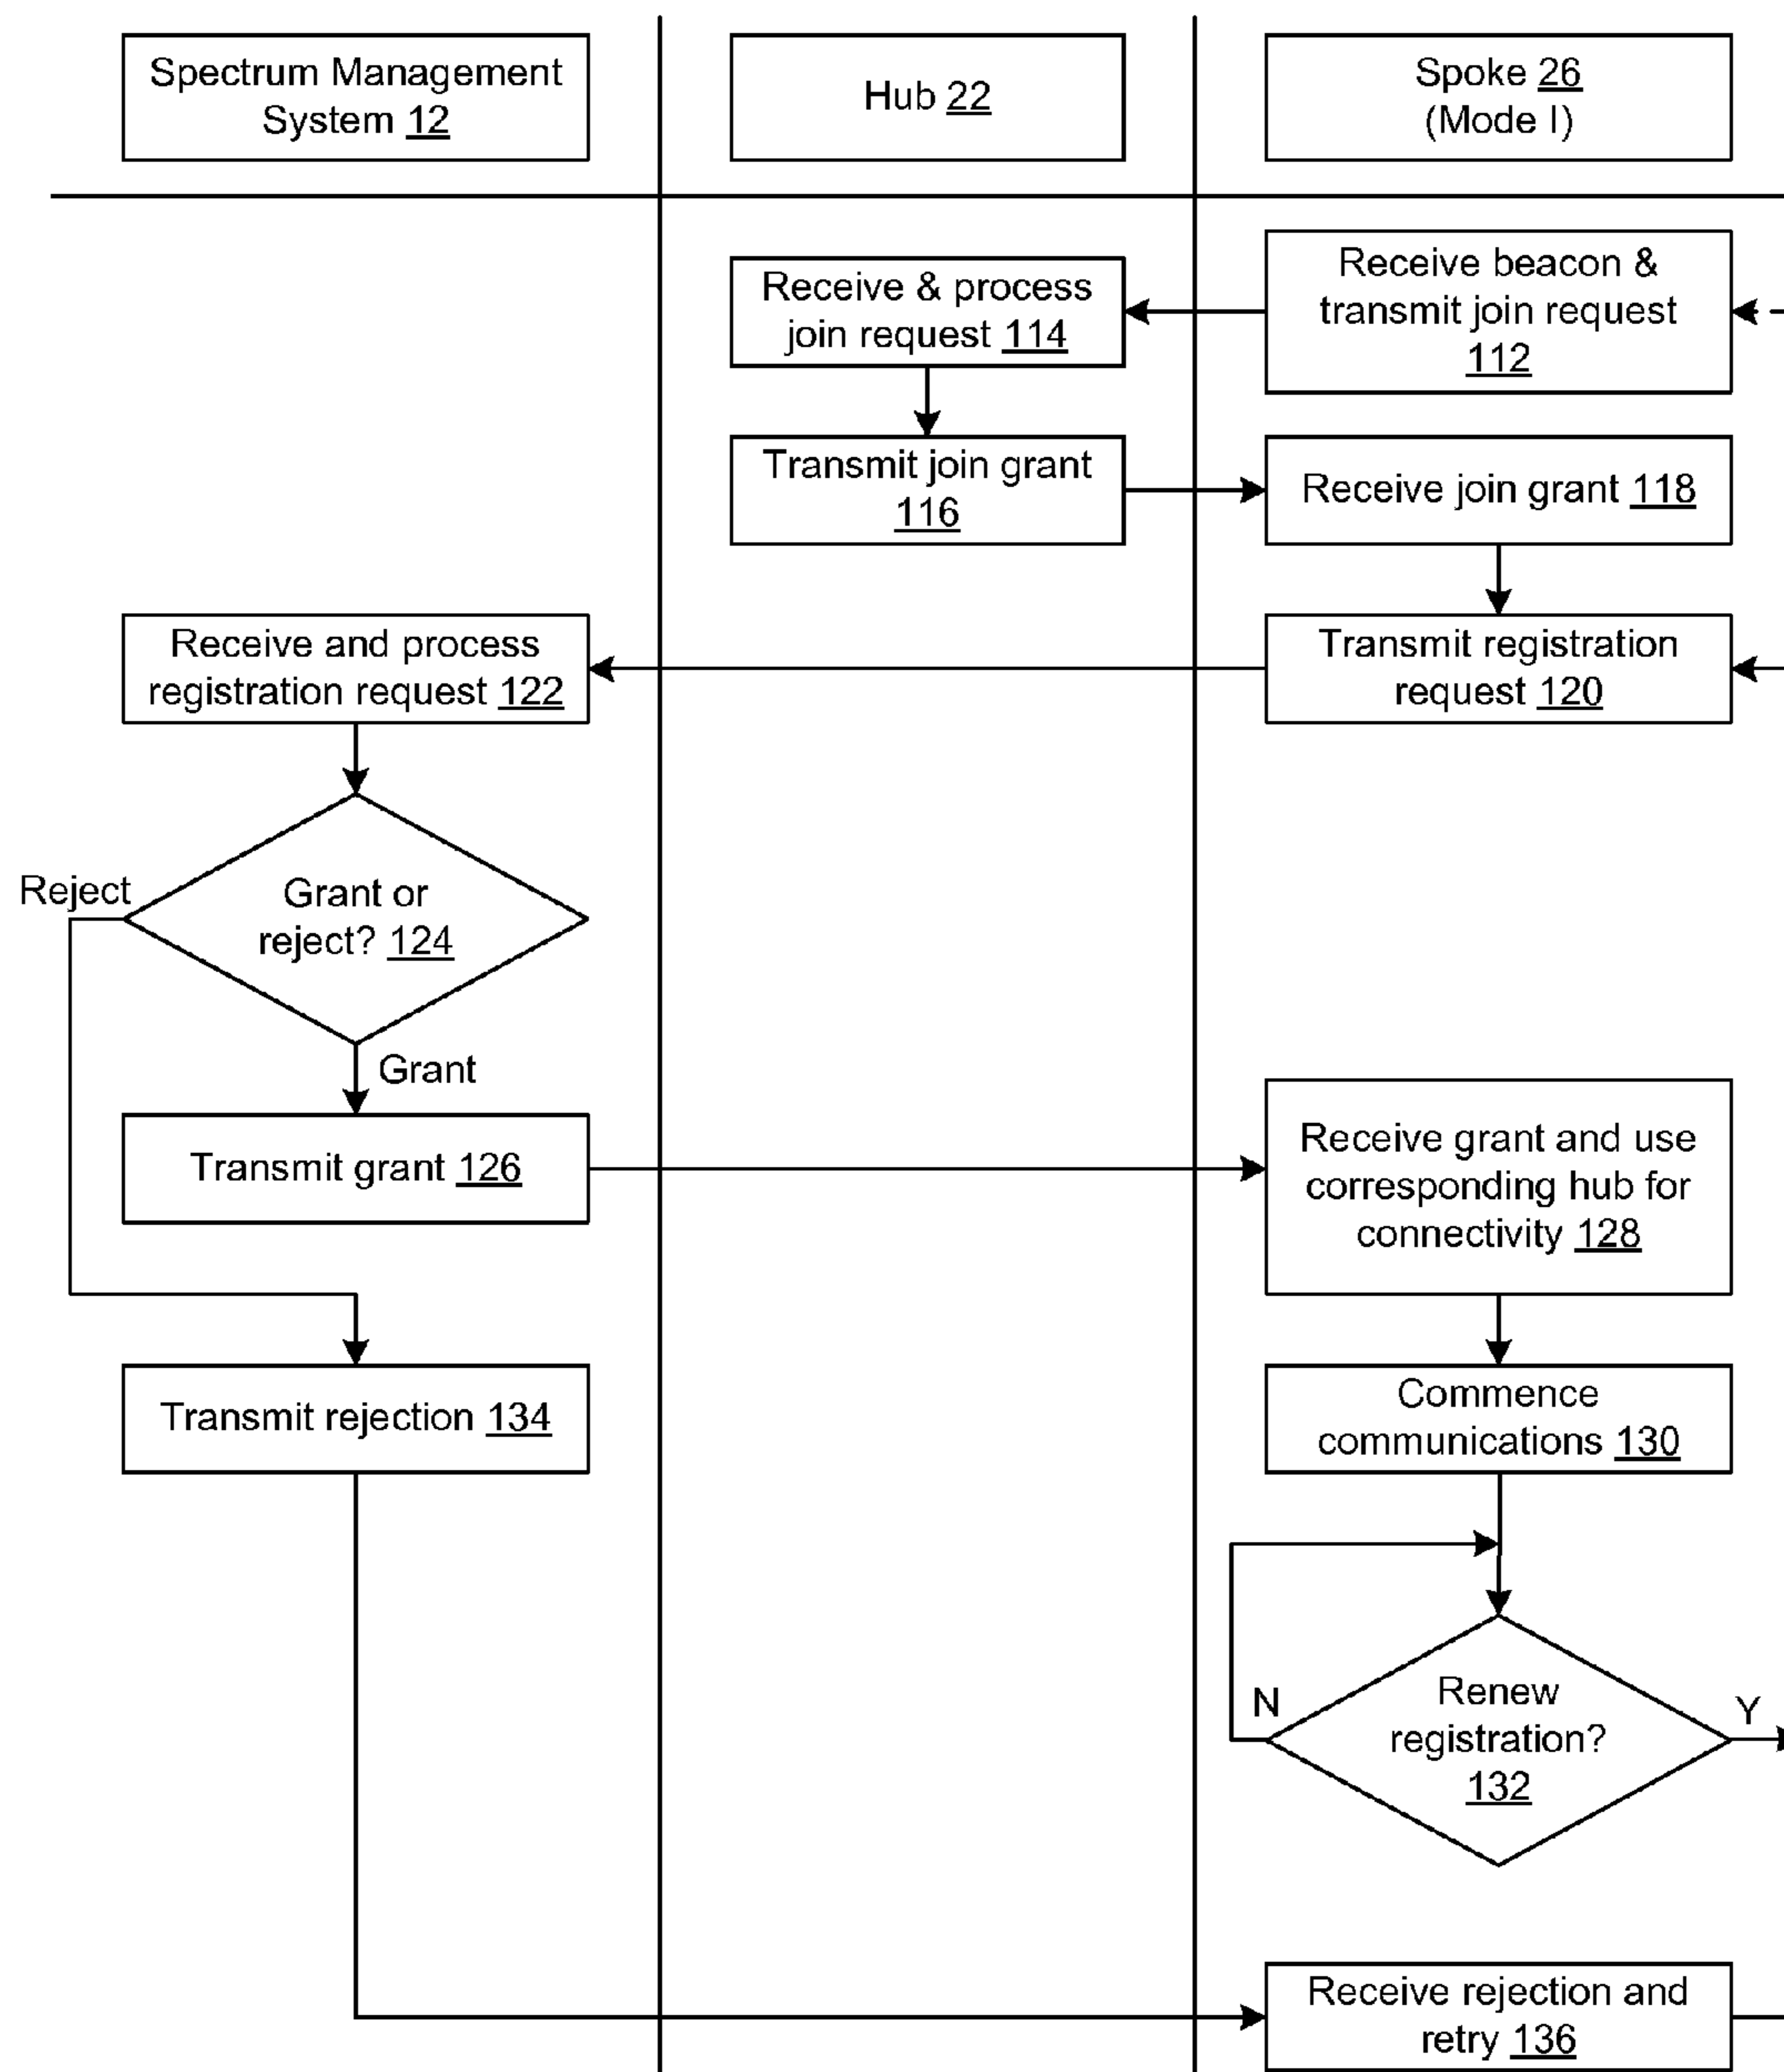 Spectrum Management
System 12
Hub 22
Spoke 26
(Mode I)
Receive beacon &
transmit join request
112
Receive & process
join request 114
Transmit join grant
116
Receive join grant 118
Receive and process
registration request 122
Transmit registration
request 120
Reject
Grant or
reject? 124
Grant
Transmit grant 126
Receive grant and use
corresponding hub for
connectivity 128
Transmit rejection 134
Commence
communications 130
N
Renew
registration?
132
Y
Receive rejection and
retry 136